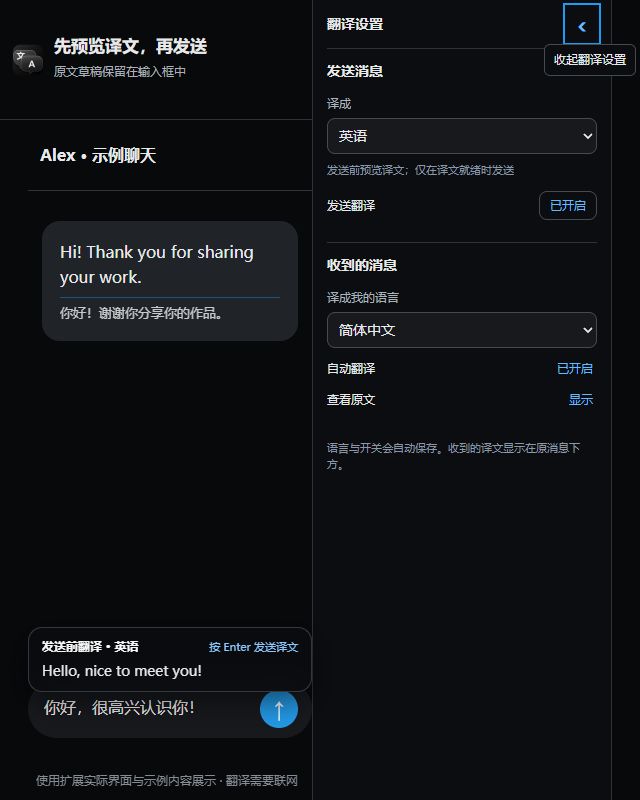 先预览译文，再发送
原文草稿保留在输入框中
Alex • 示例聊天
Hi! Thank you for sharing
your work.
你好！谢谢你分享你的作品。
发送前翻译 • 英语
按 Enter 发送译文
Hello, nice to meet you!
你好，很高兴认识你！
使用扩展实际界面与示例内容展示 · 翻译需要联网
翻译设置
收起翻译设置
发送消息
译成
英语
发送前预览译文；仅在译文就绪时发送
发送翻译
已开启
收到的消息
译成我的语言
简体中文
自动翻译
已开启
查看原文
显示
语言与开关会自动保存。收到的译文显示在原消息下
方。